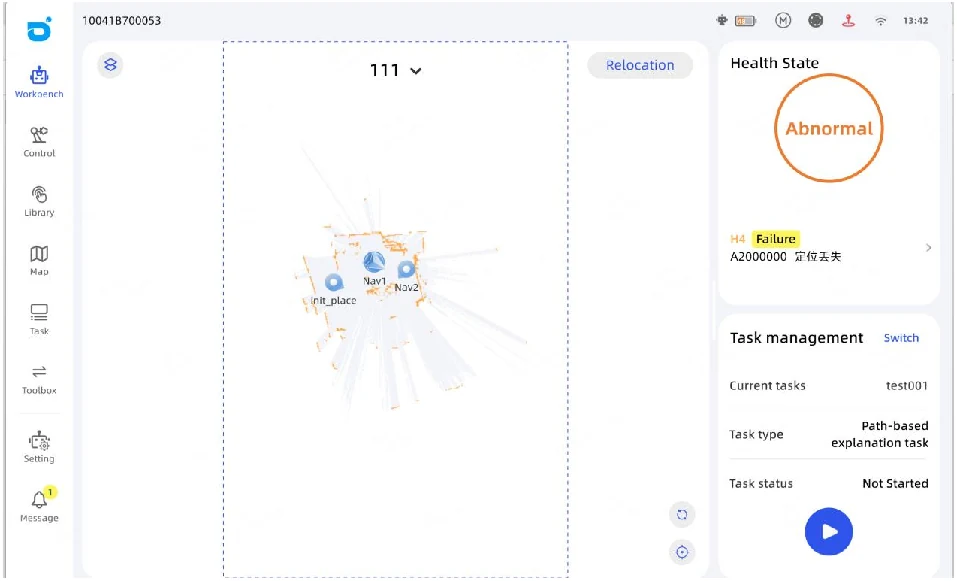 10041B700053
13:42
Workbench
Control
Library
Map
Task
Toolbox
Setting
1
Message
111
Relocation
Init_place
Nav1
Nav2
Health State
Abnormal
H4 Failure
A2000000 定位丢失
Task management Switch
Current tasks test001
Task type Path-based
explanation task
Task status Not Started